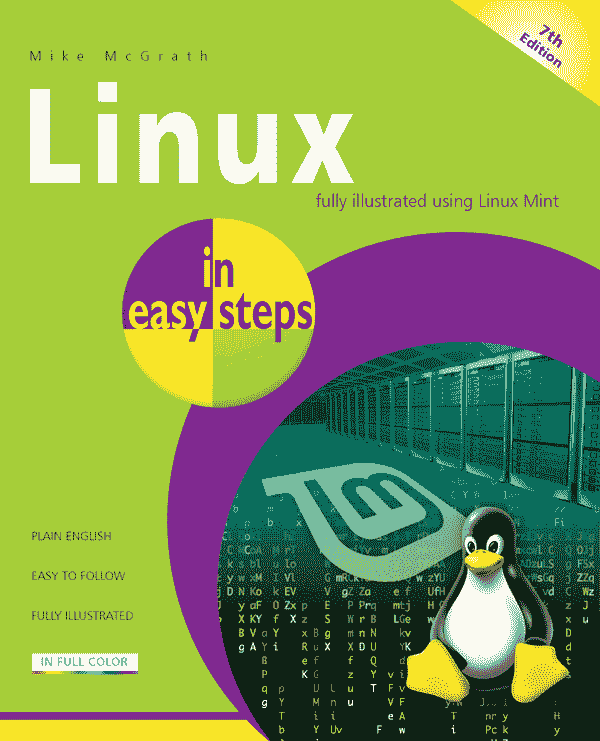 Mike McGrath
7th
Edition
Linux
fully illustrated using Linux Mint
in
easy steps
PLAIN ENGLISH
EASY TO FOLLOW
FULLY ILLUSTRATED
IN FULL COLOR